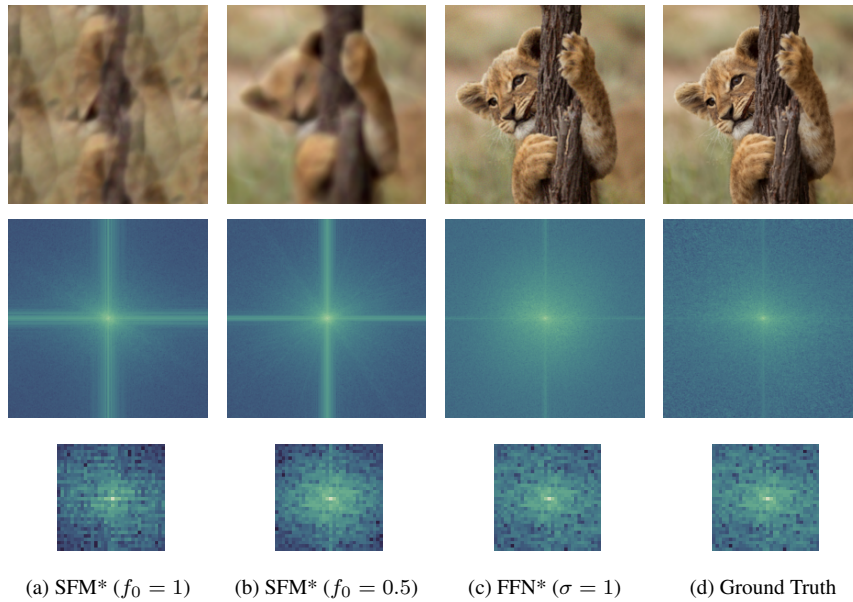 (a) SFM* (f₀ = 1) (b) SFM* (f₀ = 0.5) (c) FFN* (σ = 1) (d) Ground Truth